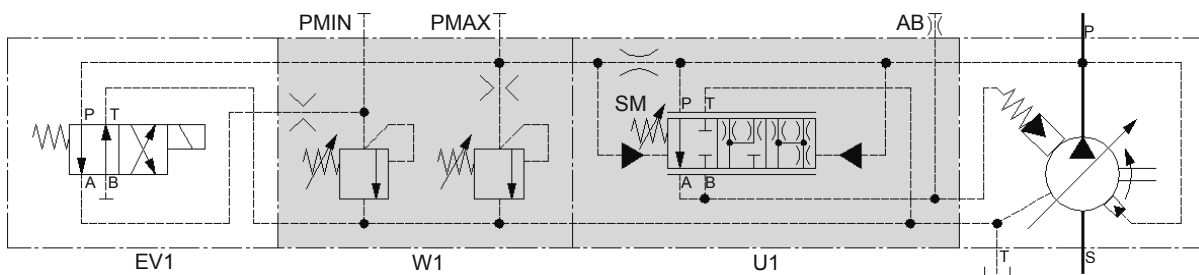 PMIN PMAX AB P
SM
P T P T
A B A B
T S
EV1 W1 U1